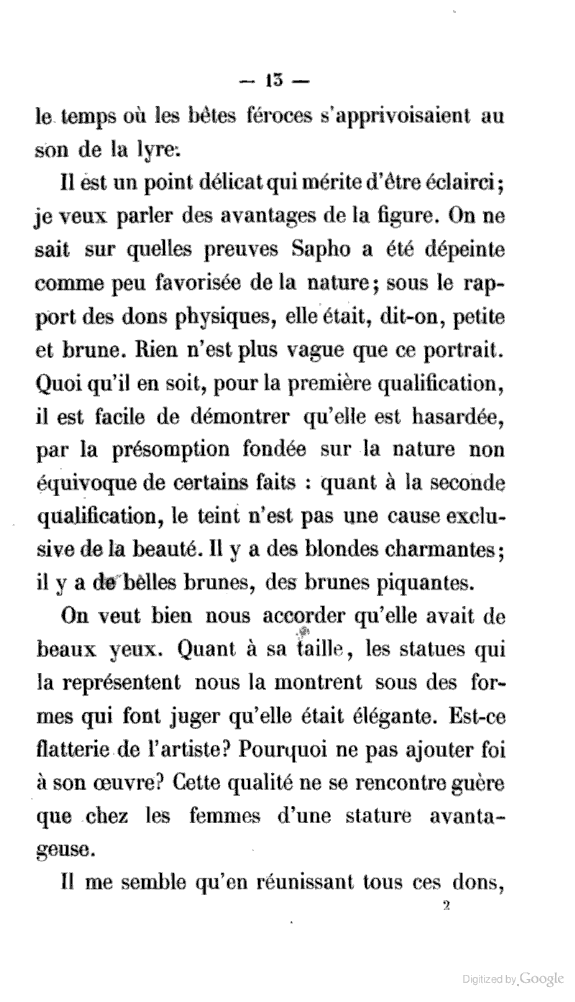 — 13 —
le temps où les bêtes féroces s'apprivoisaient au
son de la lyre.
Il est un point délicat qui mérite d'être éclairci;
je veux parler des avantages de la figure. On ne
sait sur quelles preuves Sapho a été dépeinte
comme peu favorisée de la nature; sous le rap-
port des dons physiques, elle était, dit-on, petite
et brune. Rien n'est plus vague que ce portrait.
Quoi qu'il en soit, pour la première qualification,
il est facile de démontrer qu'elle est hasardée,
par la présomption fondée sur la nature non
équivoque de certains faits : quant à la seconde
qualification, le teint n'est pas une cause exclu-
sive de la beauté. Il y a des blondes charmantes;
il y a de belles brunes, des brunes piquantes.
On veut bien nous accorder qu'elle avait de
beaux yeux. Quant à sa taille, les statues qui
la représentent nous la montrent sous des for-
mes qui font juger qu'elle était élégante. Est-ce
flatterie de l'artiste? Pourquoi ne pas ajouter foi
à son œuvre? Cette qualité ne se rencontre guère
que chez les femmes d'une stature avanta-
geuse.
Il me semble qu'en réunissant tous ces dons,
2
Digitized by Google